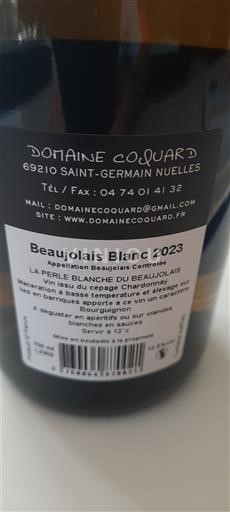 DOMAINE COQUARD
69210 SAINT-GERMAIN NUELLES
TÉL / FAX : 04 74 01 41 32
MAIL : DOMAINECOQUARD@GMAIL.COM
SITE : WWW.DOMAINECOQUARD.FR
Beaujolais Blanc 2023
Appellation Beaujolais Contrôlée
LA PERLE BLANCHE DU BEAUJOLAIS
Vin issu du cépage Chardonnay
Macération à basse température et élevage sur
lies en barriques apporte à ce vin un caractère
Bourguignon
A déguster en apéritifs ou sur viandes
blanches en sauces
Servir à 12°c
Mise en bouteille à la propriété
750 ml